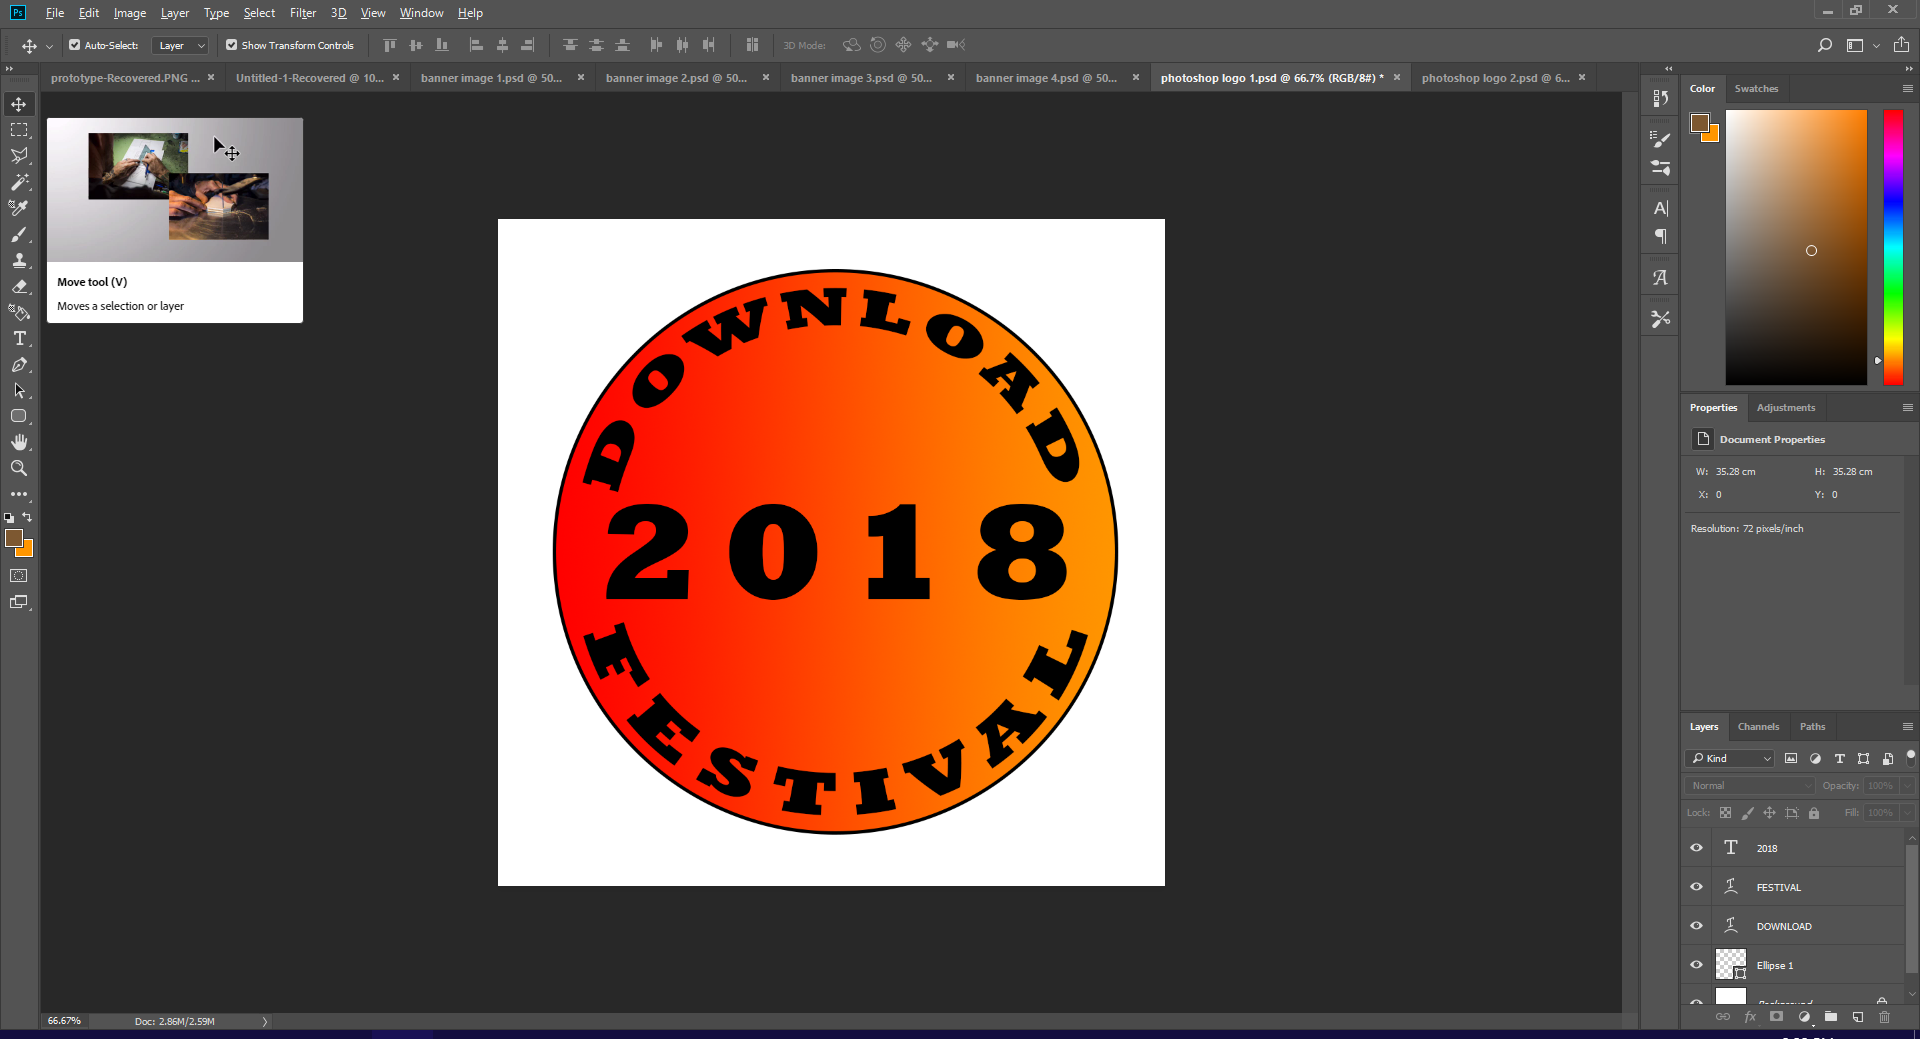 Ps File Edit Image Layer Type Select Filter 3D View Window Help
Auto-Select: Layer Show Transform Controls 3D Mode:
prototype-Recovered.PNG ... × Untitled-1-Recovered @ 10... × banner image 1.psd @ 50... × banner image 2.psd @ 50... × banner image 3.psd @ 50... × banner image 4.psd @ 50... × photoshop logo 1.psd @ 66.7% (RGB/8#) * × photoshop logo 2.psd @ 6... ×
Move tool (V)
Moves a selection or layer
DOWNLOAD
2018
FESTIVAL
Color Swatches
Properties Adjustments
Document Properties
W: 35.28 cm H: 35.28 cm
X: 0 Y: 0
Resolution: 72 pixels/inch
Layers Channels Paths
Kind
Normal Opacity: 100%
Lock: Fill: 100%
2018
FESTIVAL
DOWNLOAD
Ellipse 1
Background
fx
66.67% Doc: 2.86M/2.59M